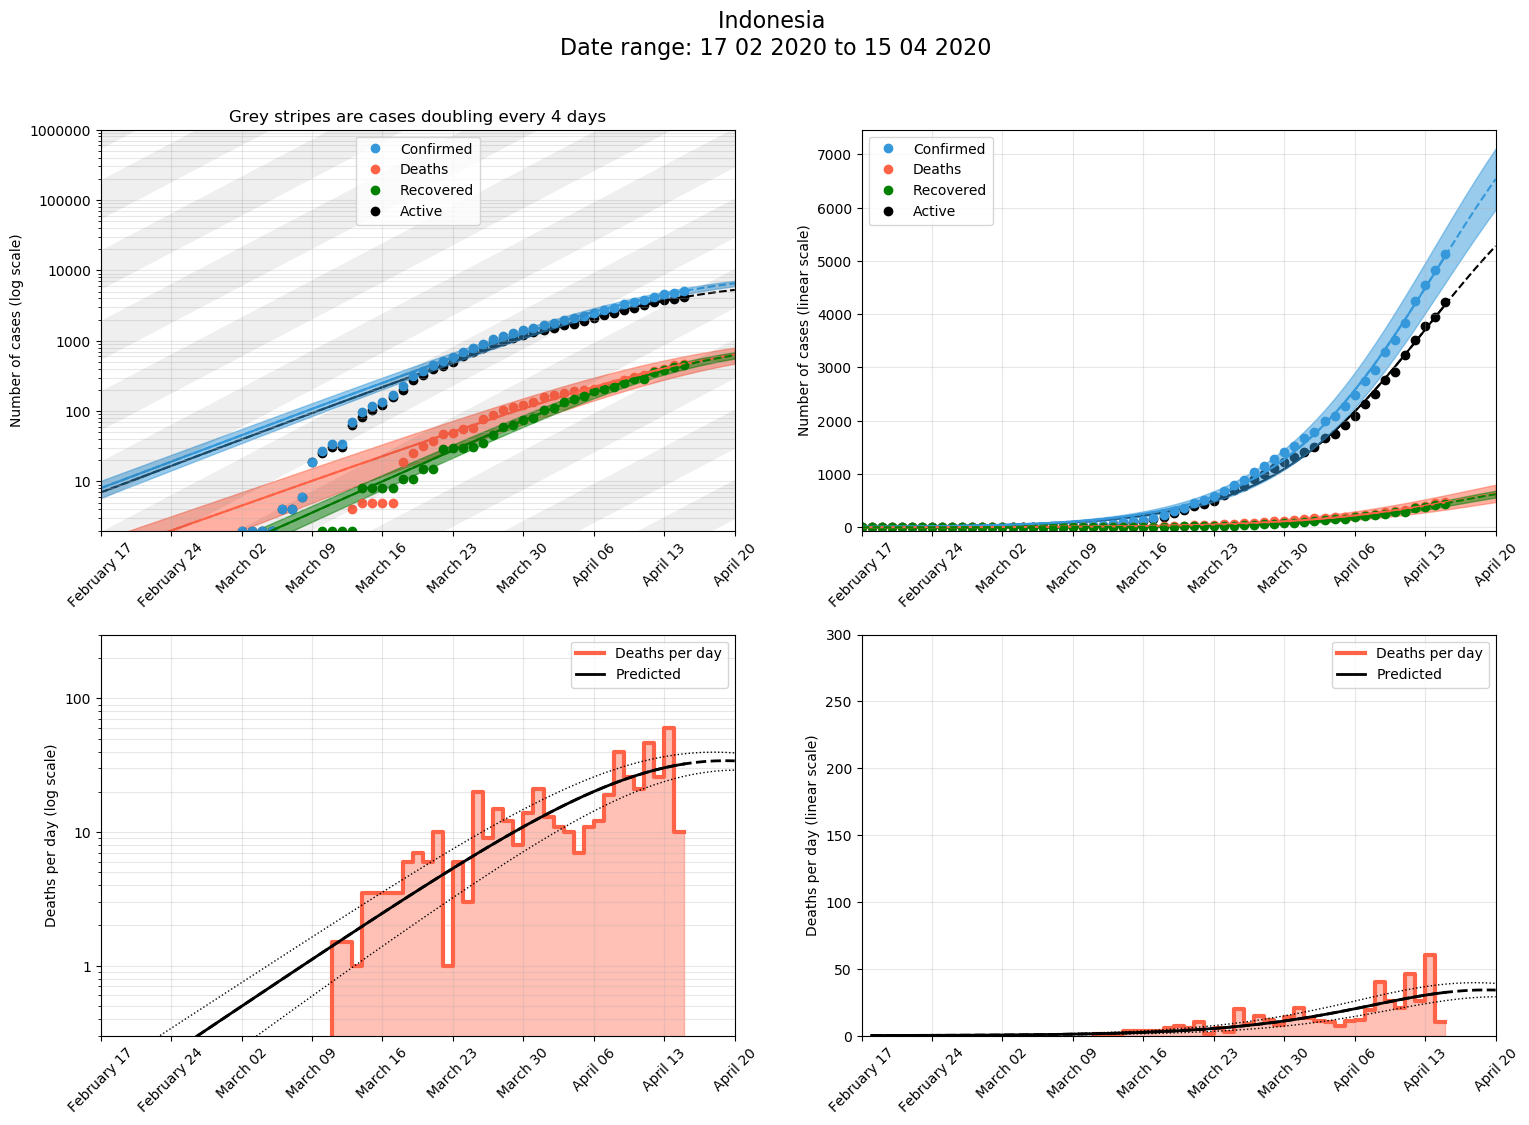 Indonesia
Date range: 17 02 2020 to 15 04 2020
Grey stripes are cases doubling every 4 days
Number of cases (log scale)
1000000
100000
10000
1000
100
10
Confirmed
Deaths
Recovered
Active
February 17
February 24
March 02
March 09
March 16
March 23
March 30
April 06
April 13
April 20
Number of cases (linear scale)
7000
6000
5000
4000
3000
2000
1000
0
Confirmed
Deaths
Recovered
Active
February 17
February 24
March 02
March 09
March 16
March 23
March 30
April 06
April 13
April 20
Deaths per day (log scale)
100
10
1
Deaths per day
Predicted
February 17
February 24
March 02
March 09
March 16
March 23
March 30
April 06
April 13
April 20
Deaths per day (linear scale)
300
250
200
150
100
50
0
Deaths per day
Predicted
February 17
February 24
March 02
March 09
March 16
March 23
March 30
April 06
April 13
April 20